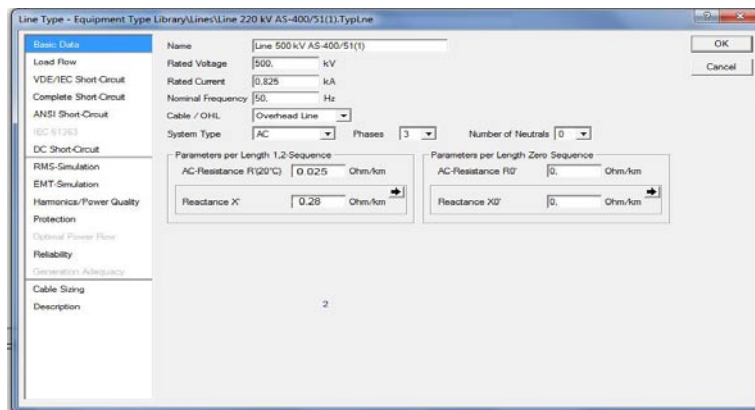 Line Type - Equipment Type Library\Lines\Line 220 kV AS-400/51(1).TypLne
Basic Data
Load Flow
VDE/IEC Short-Circuit
Complete Short-Circuit
ANSI Short-Circuit
IEC 61363
DC Short-Circuit
RMS-Simulation
EMT-Simulation
Harmonics/Power Quality
Protection
Optimal Power Flow
Reliability
Generation Adequacy
Cable Sizing
Description
Name Line 500 kV AS-400/51(1)
Rated Voltage 500, kV
Rated Current 0,825 kA
Nominal Frequency 50, Hz
Cable / OHL Overhead Line
System Type AC Phases 3 Number of Neutrals 0
Parameters per Length 1,2-Sequence
AC-Resistance R'(20°C) 0.025 Ohm/km
Reactance X' 0.28 Ohm/km
Parameters per Length Zero Sequence
AC-Resistance R0' 0, Ohm/km
Reactance X0' 0, Ohm/km
2
OK
Cancel